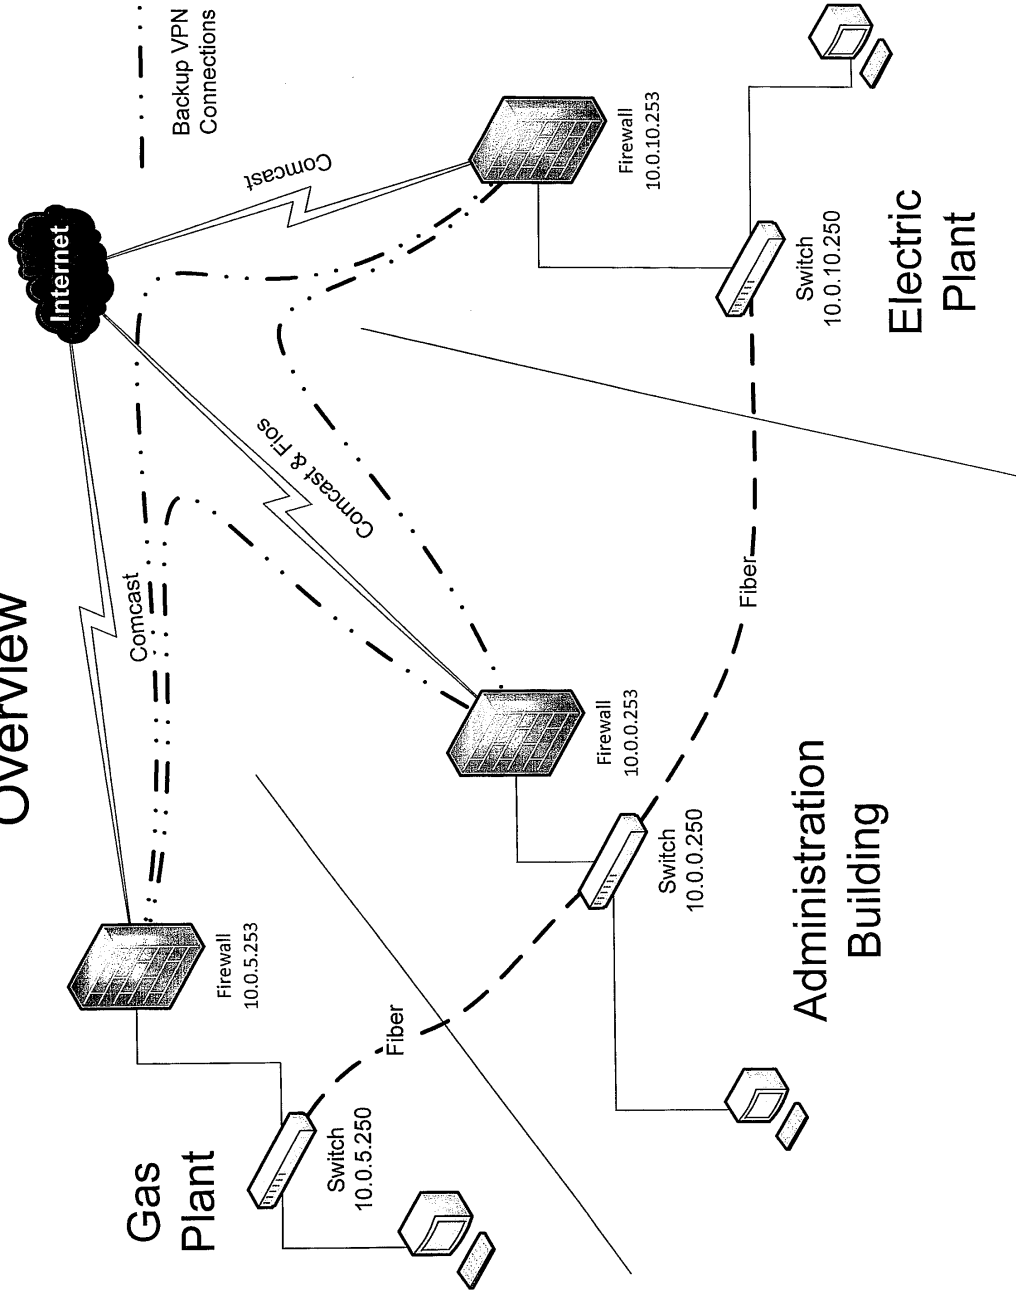 Overview
Internet
Gas
Plant
Comcast
Backup VPN
Connections
Firewall
10.0.5.253
Comcast
Comcast & Fios
Switch
10.0.5.250
Fiber
Firewall
10.0.0.253
Firewall
10.0.10.253
Switch
10.0.0.250
Fiber
Switch
10.0.10.250
Administration
Building
Electric
Plant